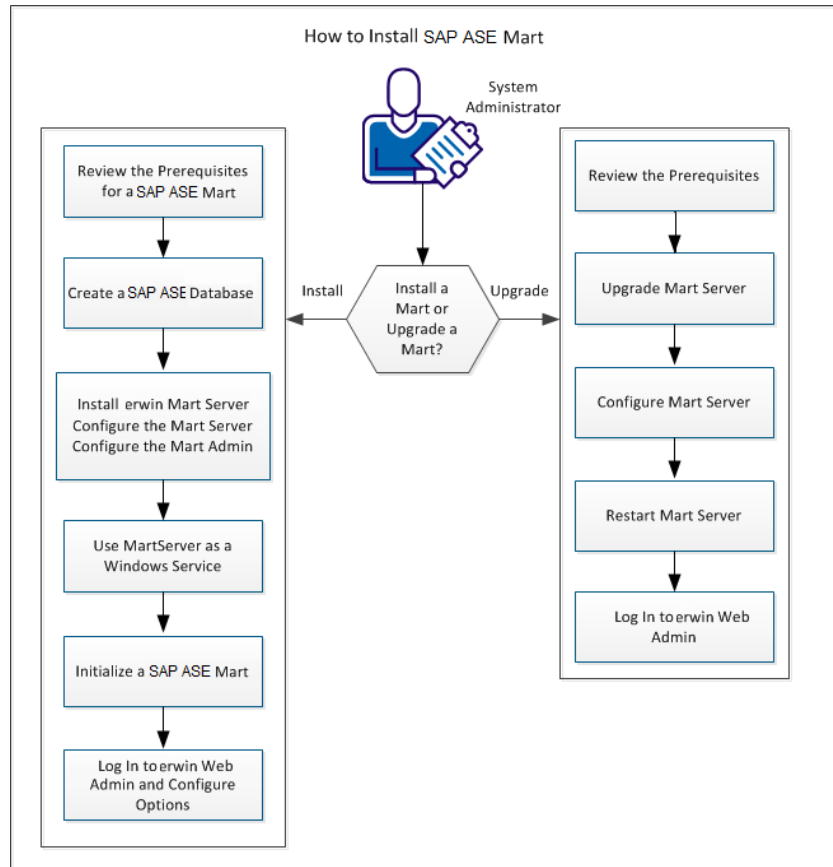 How to Install SAP ASE Mart
System
Administrator
Install a
Mart or
Upgrade a
Mart?
Install
Upgrade
Review the Prerequisites
for a SAP ASE Mart
Create a SAP ASE Database
Install erwin Mart Server
Configure the Mart Server
Configure the Mart Admin
Use MartServer as a
Windows Service
Initialize a SAP ASE Mart
Log In to erwin Web
Admin and Configure
Options
Review the Prerequisites
Upgrade Mart Server
Configure Mart Server
Restart Mart Server
Log In to erwin Web
Admin